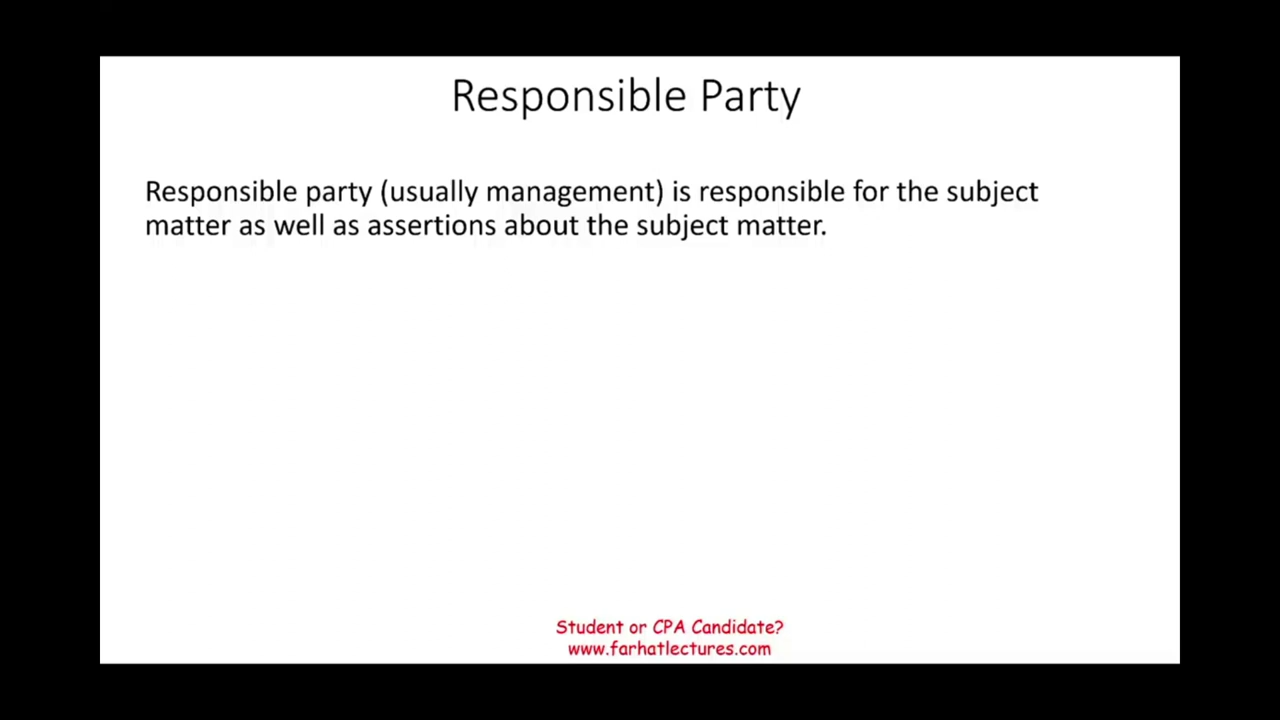 Responsible Party
Responsible party (usually management) is responsible for the subject
matter as well as assertions about the subject matter.
Student or CPA Candidate?
www.farhatlectures.com